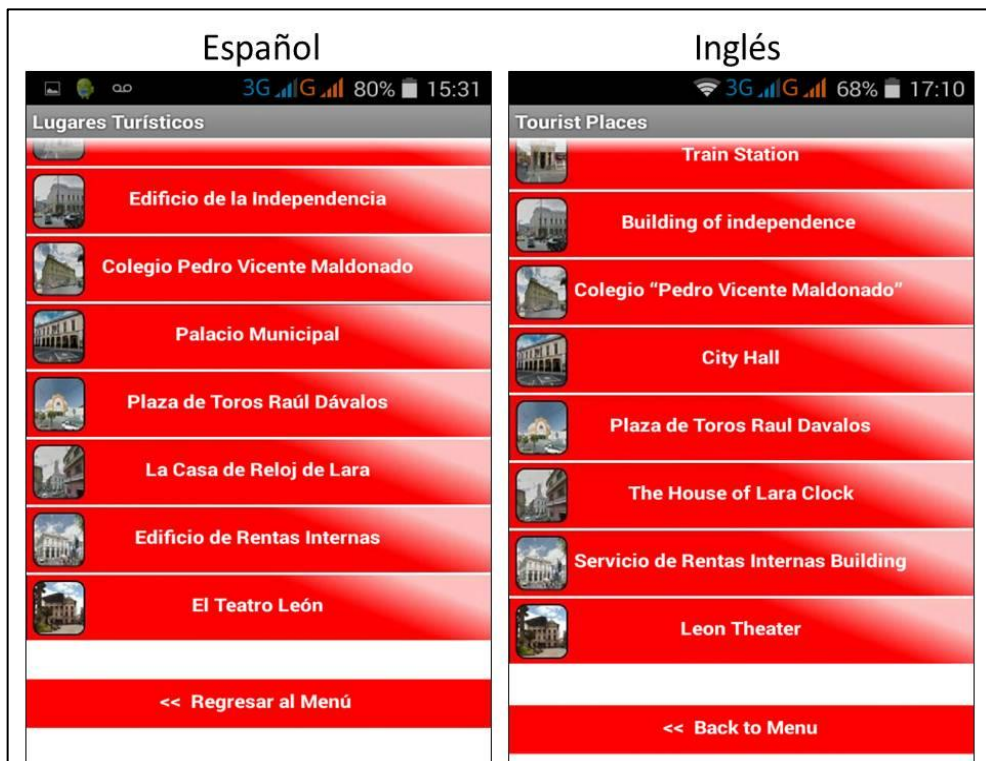 Español
3G G 80% 15:31
Lugares Turísticos
Edificio de la Independencia
Colegio Pedro Vicente Maldonado
Palacio Municipal
Plaza de Toros Raúl Dávalos
La Casa de Reloj de Lara
Edificio de Rentas Internas
El Teatro León
<< Regresar al Menú
Inglés
3G G 68% 17:10
Tourist Places
Train Station
Building of independence
Colegio “Pedro Vicente Maldonado”
City Hall
Plaza de Toros Raul Davalos
The House of Lara Clock
Servicio de Rentas Internas Building
Leon Theater
<< Back to Menu